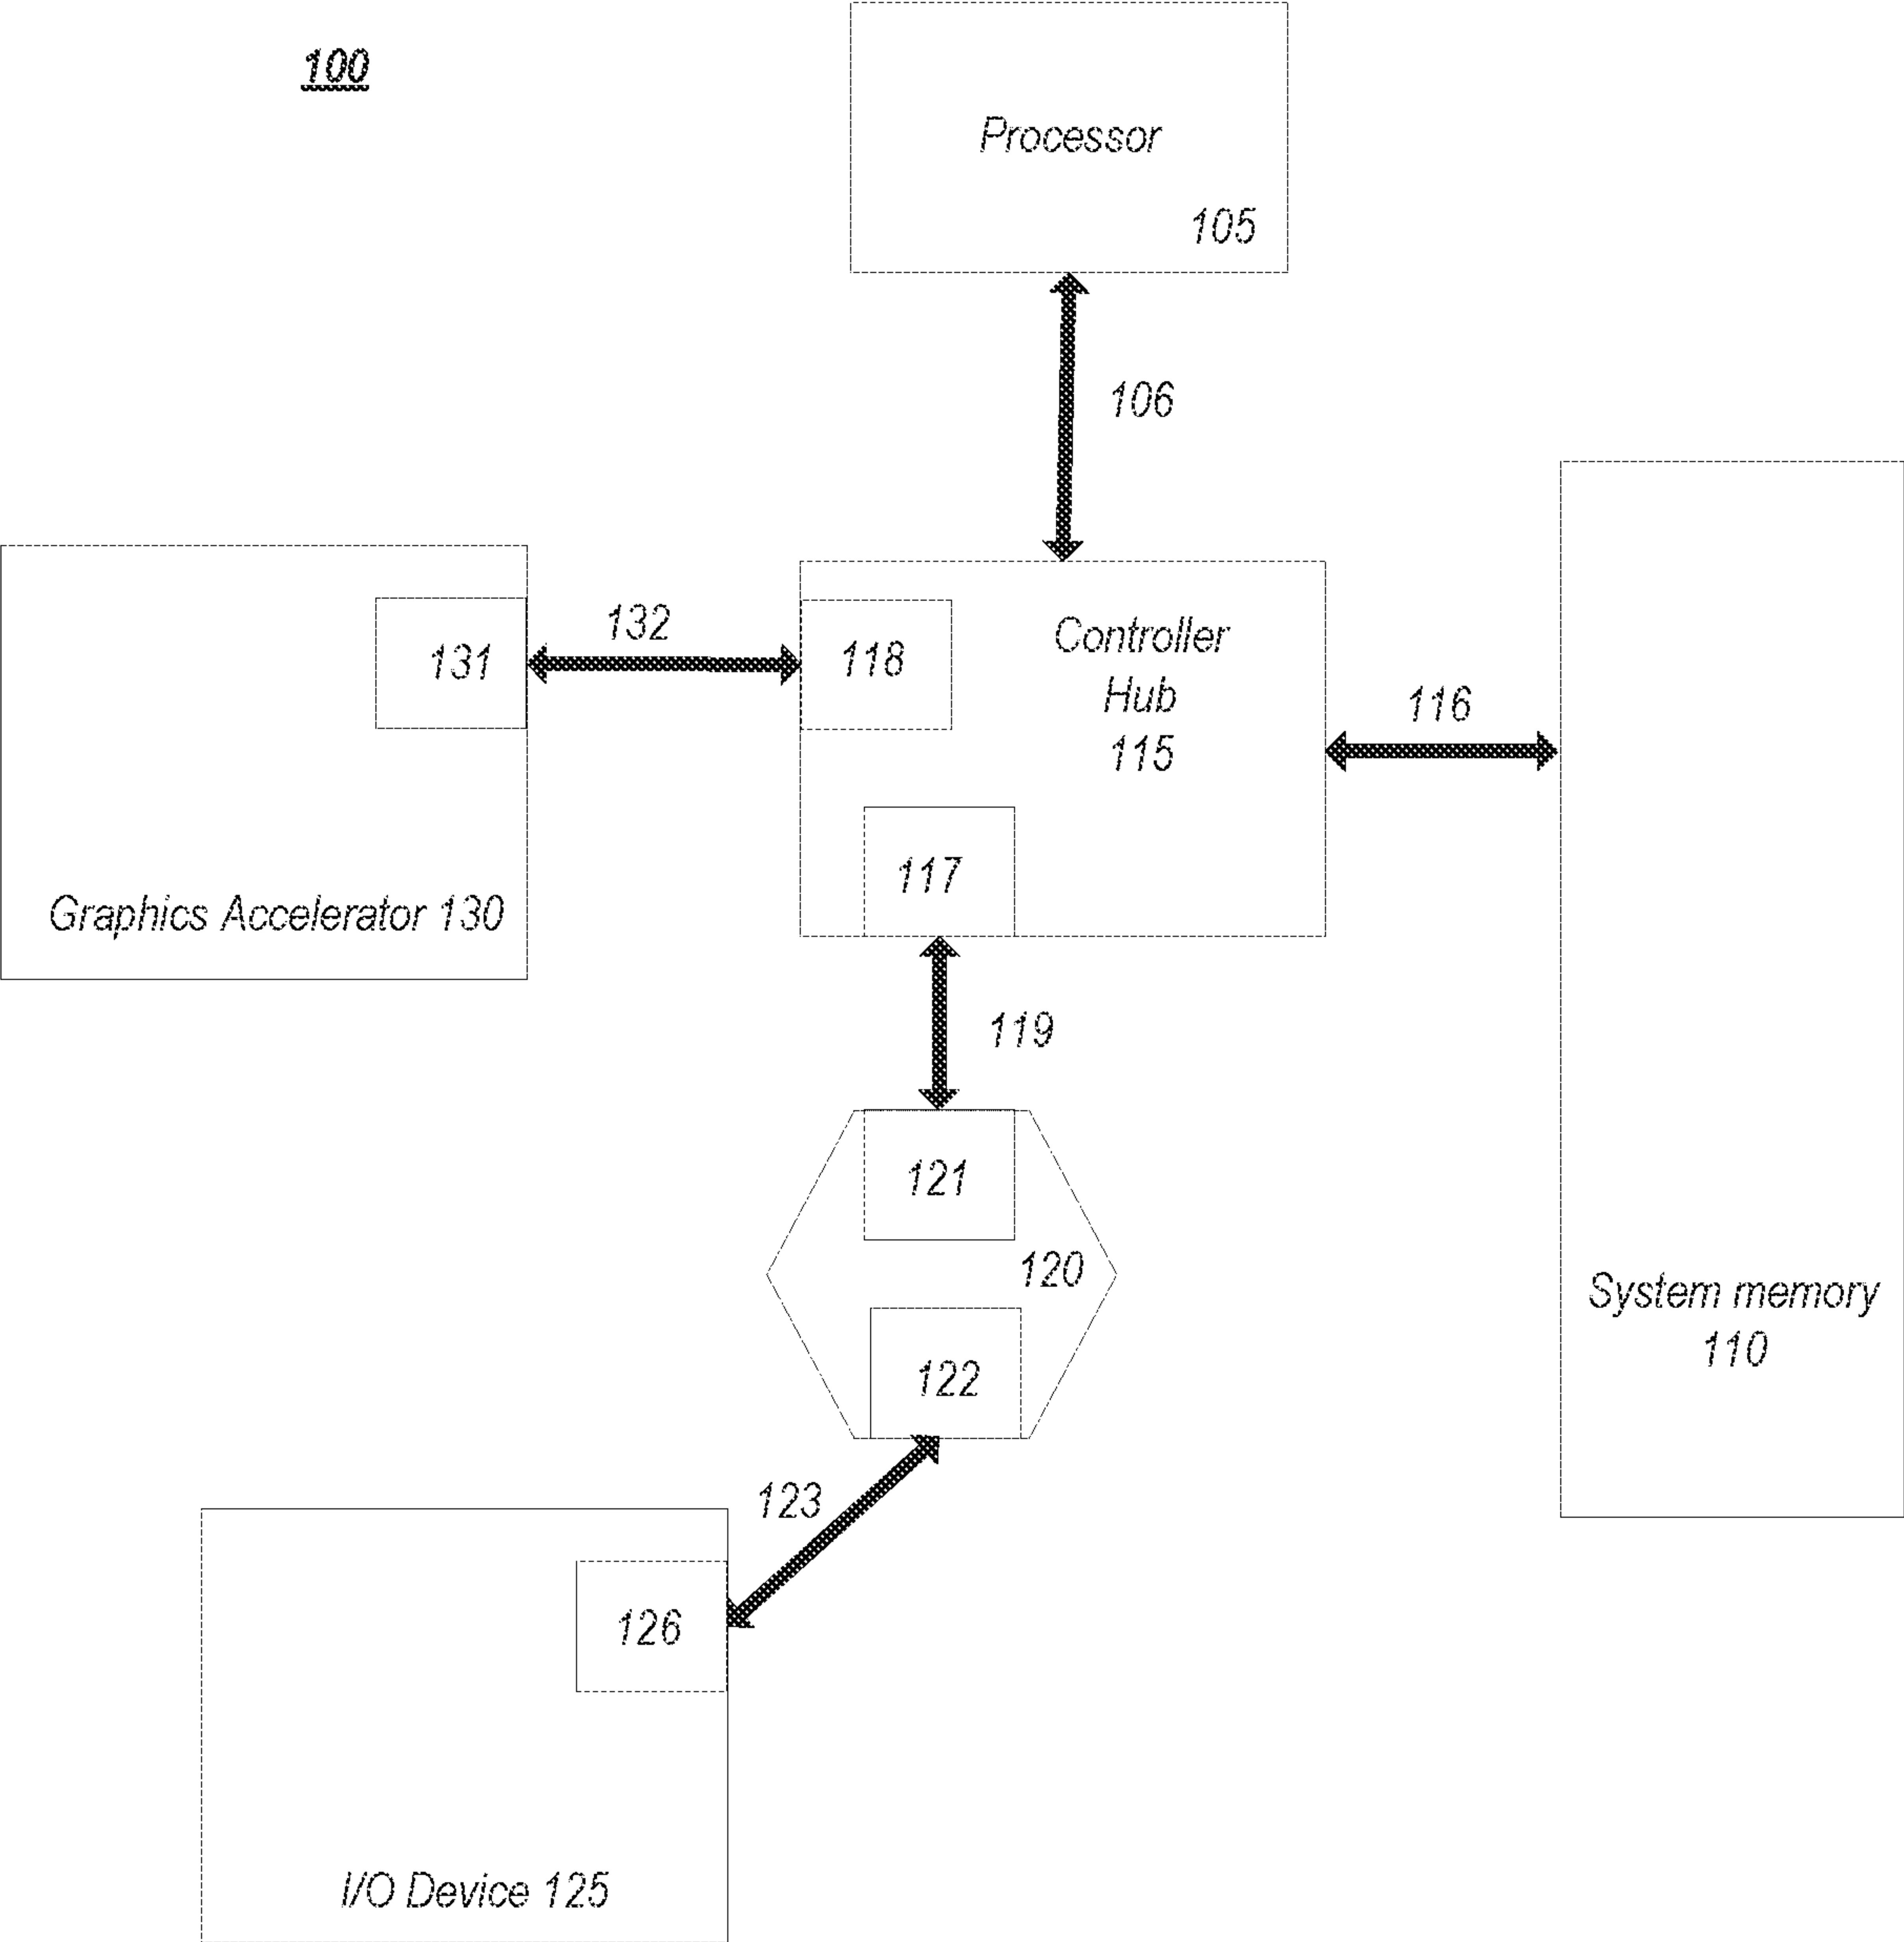 100
Processor
105
106
132
131
118
Controller
Hub
115
116
117
Graphics Accelerator 130
119
121
120
System memory
110
122
123
126
I/O Device 125